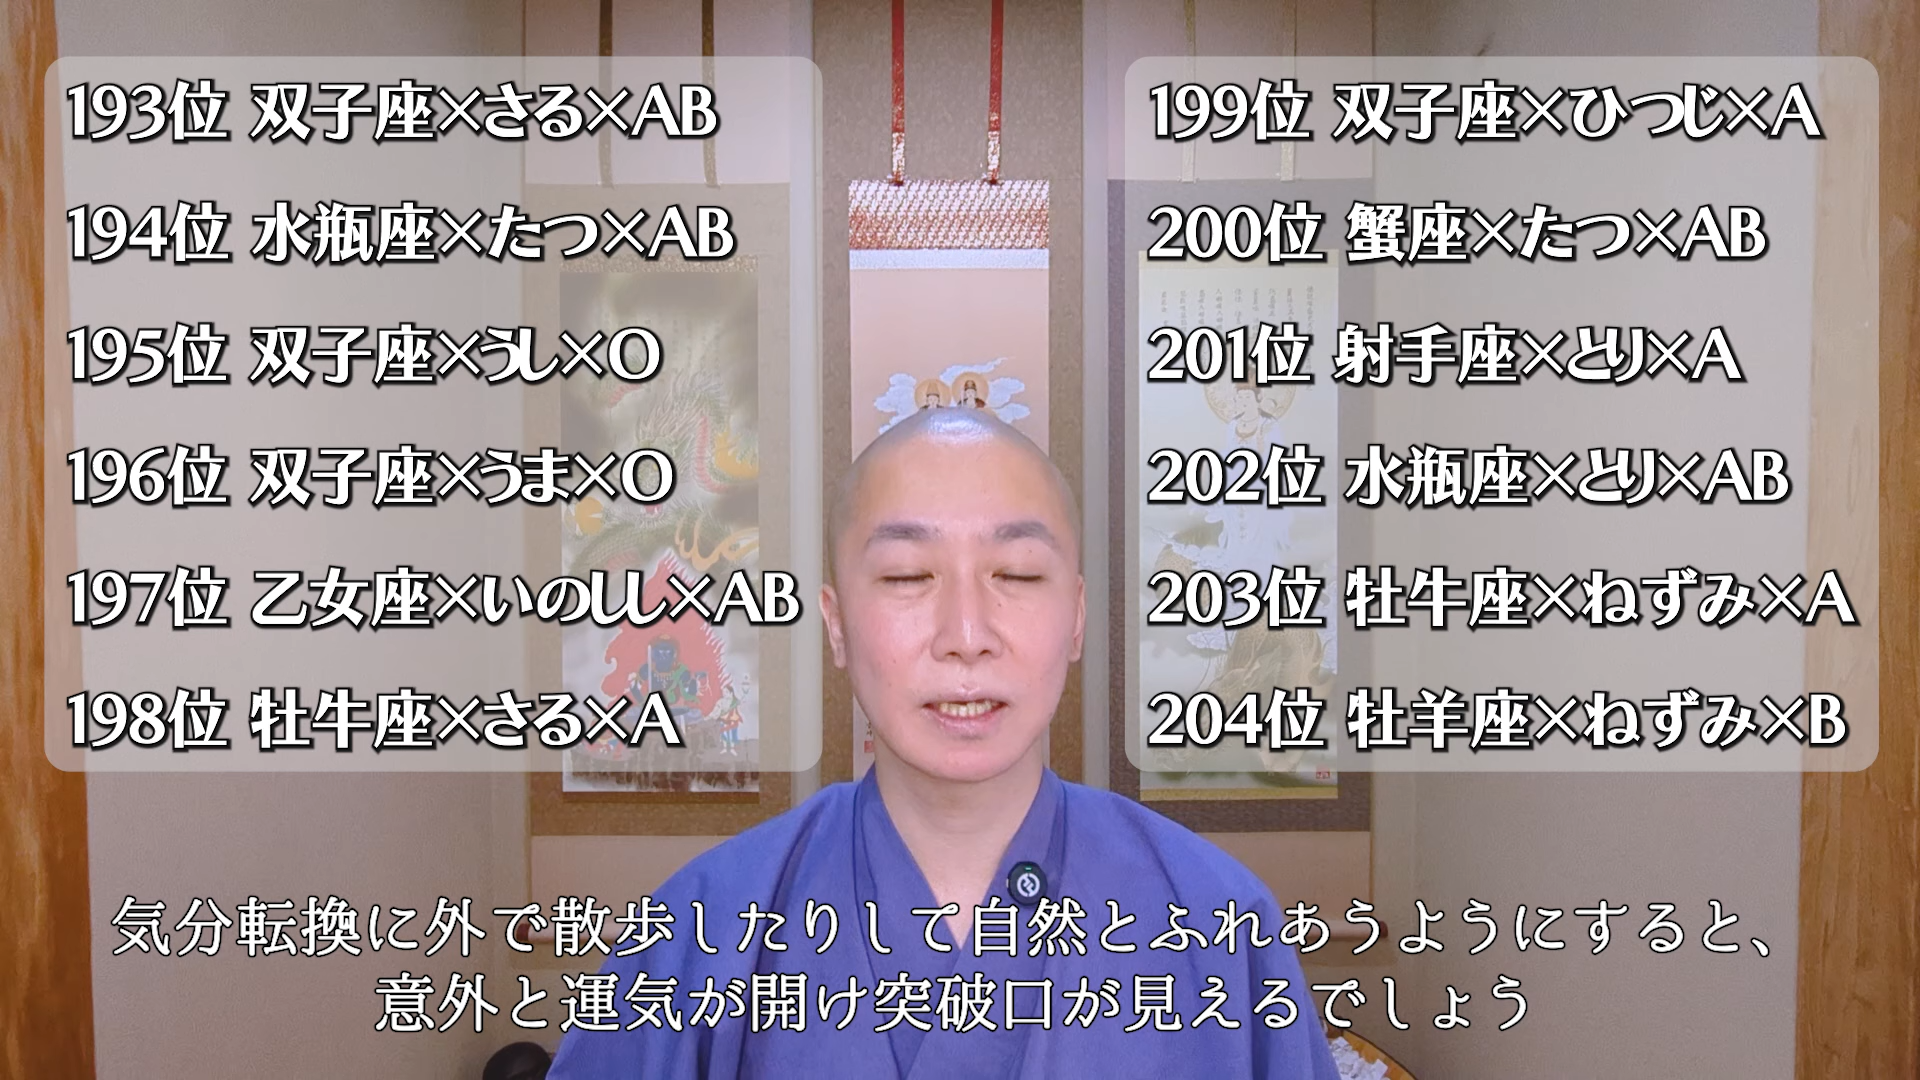 193位 双子座×さる×AB
194位 水瓶座×たつ×AB
195位 双子座×うし×O
196位 双子座×うま×O
197位 乙女座×いのしし×AB
198位 牡牛座×さる×A
199位 双子座×ひつじ×A
200位 蟹座×たつ×AB
201位 射手座×とり×A
202位 水瓶座×とり×AB
203位 牡牛座×ねずみ×A
204位 牡羊座×ねずみ×B
気分転換に外で散歩したりして自然とふれあうようにすると、
意外と運気が開け突破口が見えるでしょう